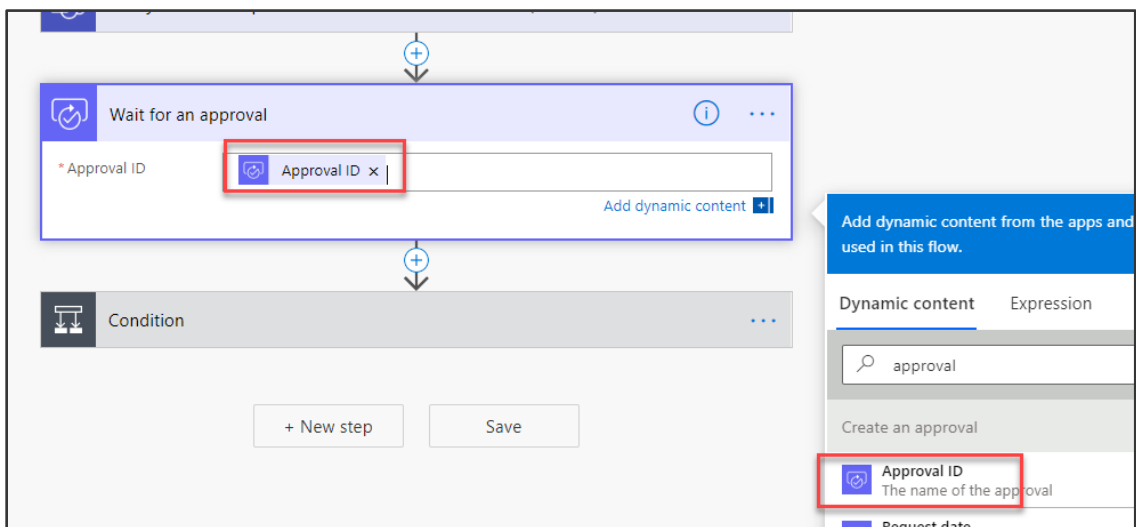 Wait for an approval
* Approval ID
Approval ID ×
Add dynamic content
Condition
+ New step
Save
Add dynamic content from the apps and
used in this flow.
Dynamic content Expression
approval
Create an approval
Approval ID
The name of the approval
Request date